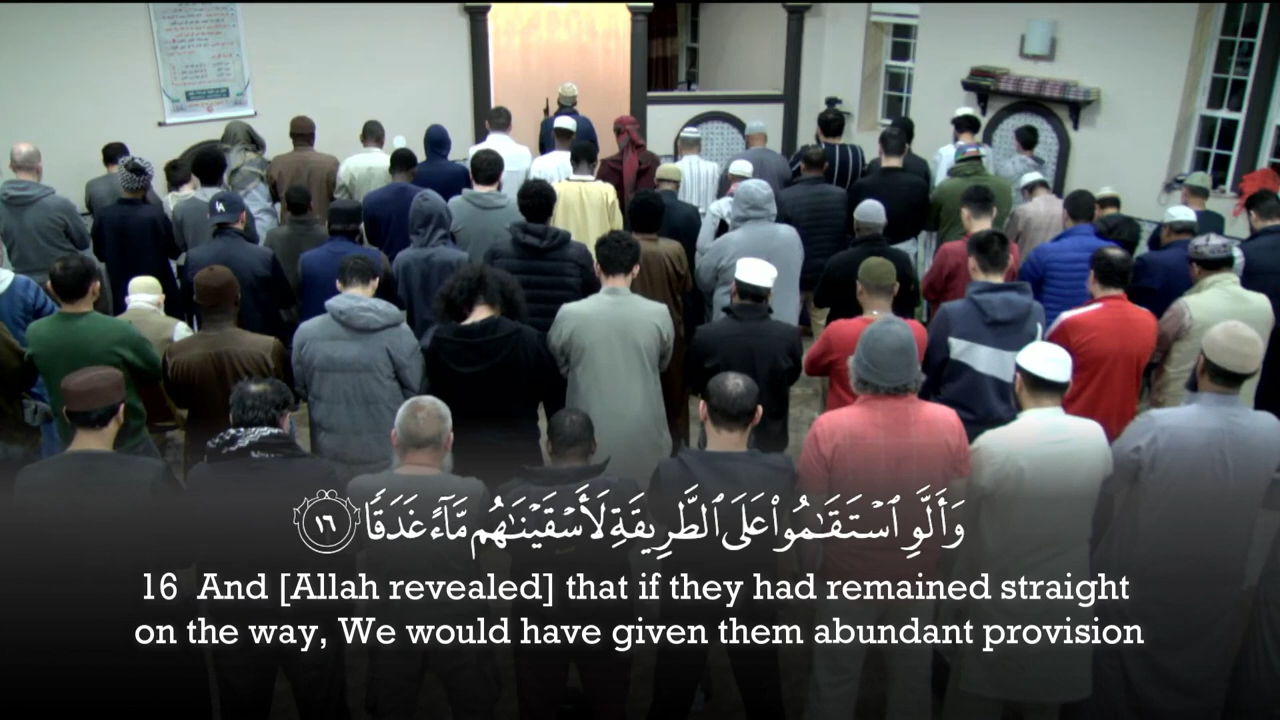 LA
وَأَلَّوِ ٱسْتَقَـٰمُوا۟ عَلَى ٱلطَّرِيقَةِ لَأَسْقَيْنَـٰهُم مَّآءً غَدَقًۭا ١٦
16 And [Allah revealed] that if they had remained straight
on the way, We would have given them abundant provision